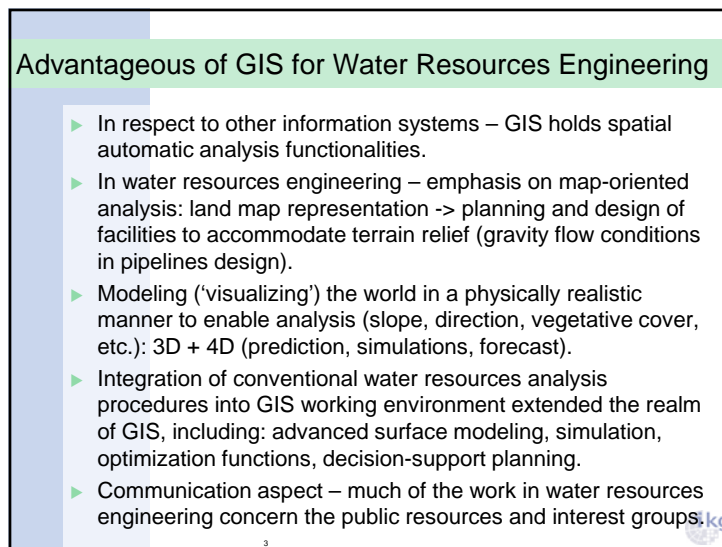 Advantageous of GIS for Water Resources Engineering
In respect to other information systems – GIS holds spatial
automatic analysis functionalities.
In water resources engineering – emphasis on map-oriented
analysis: land map representation -> planning and design of
facilities to accommodate terrain relief (gravity flow conditions
in pipelines design).
Modeling (‘visualizing’) the world in a physically realistic
manner to enable analysis (slope, direction, vegetative cover,
etc.): 3D + 4D (prediction, simulations, forecast).
Integration of conventional water resources analysis
procedures into GIS working environment extended the realm
of GIS, including: advanced surface modeling, simulation,
optimization functions, decision-support planning.
Communication aspect – much of the work in water resources
engineering concern the public resources and interest groups.
3